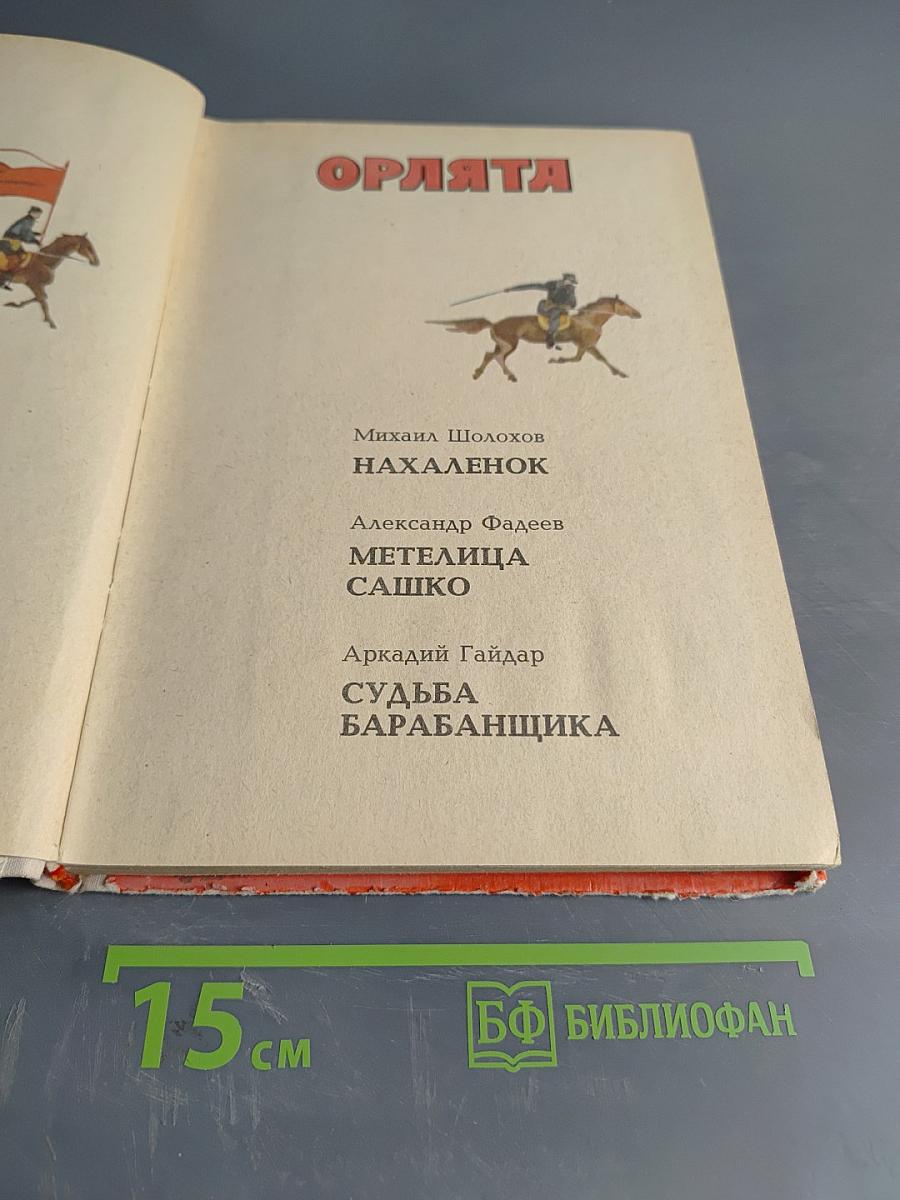 ОРЛЯТА
Михаил Шолохов
НАХАЛЕНОК
Александр Фадеев
МЕТЕЛИЦА
САШКО
Аркадий Гайдар
СУДЬБА
БАРАБАНЩИКА
15 см
БФ БИБЛИОФАН